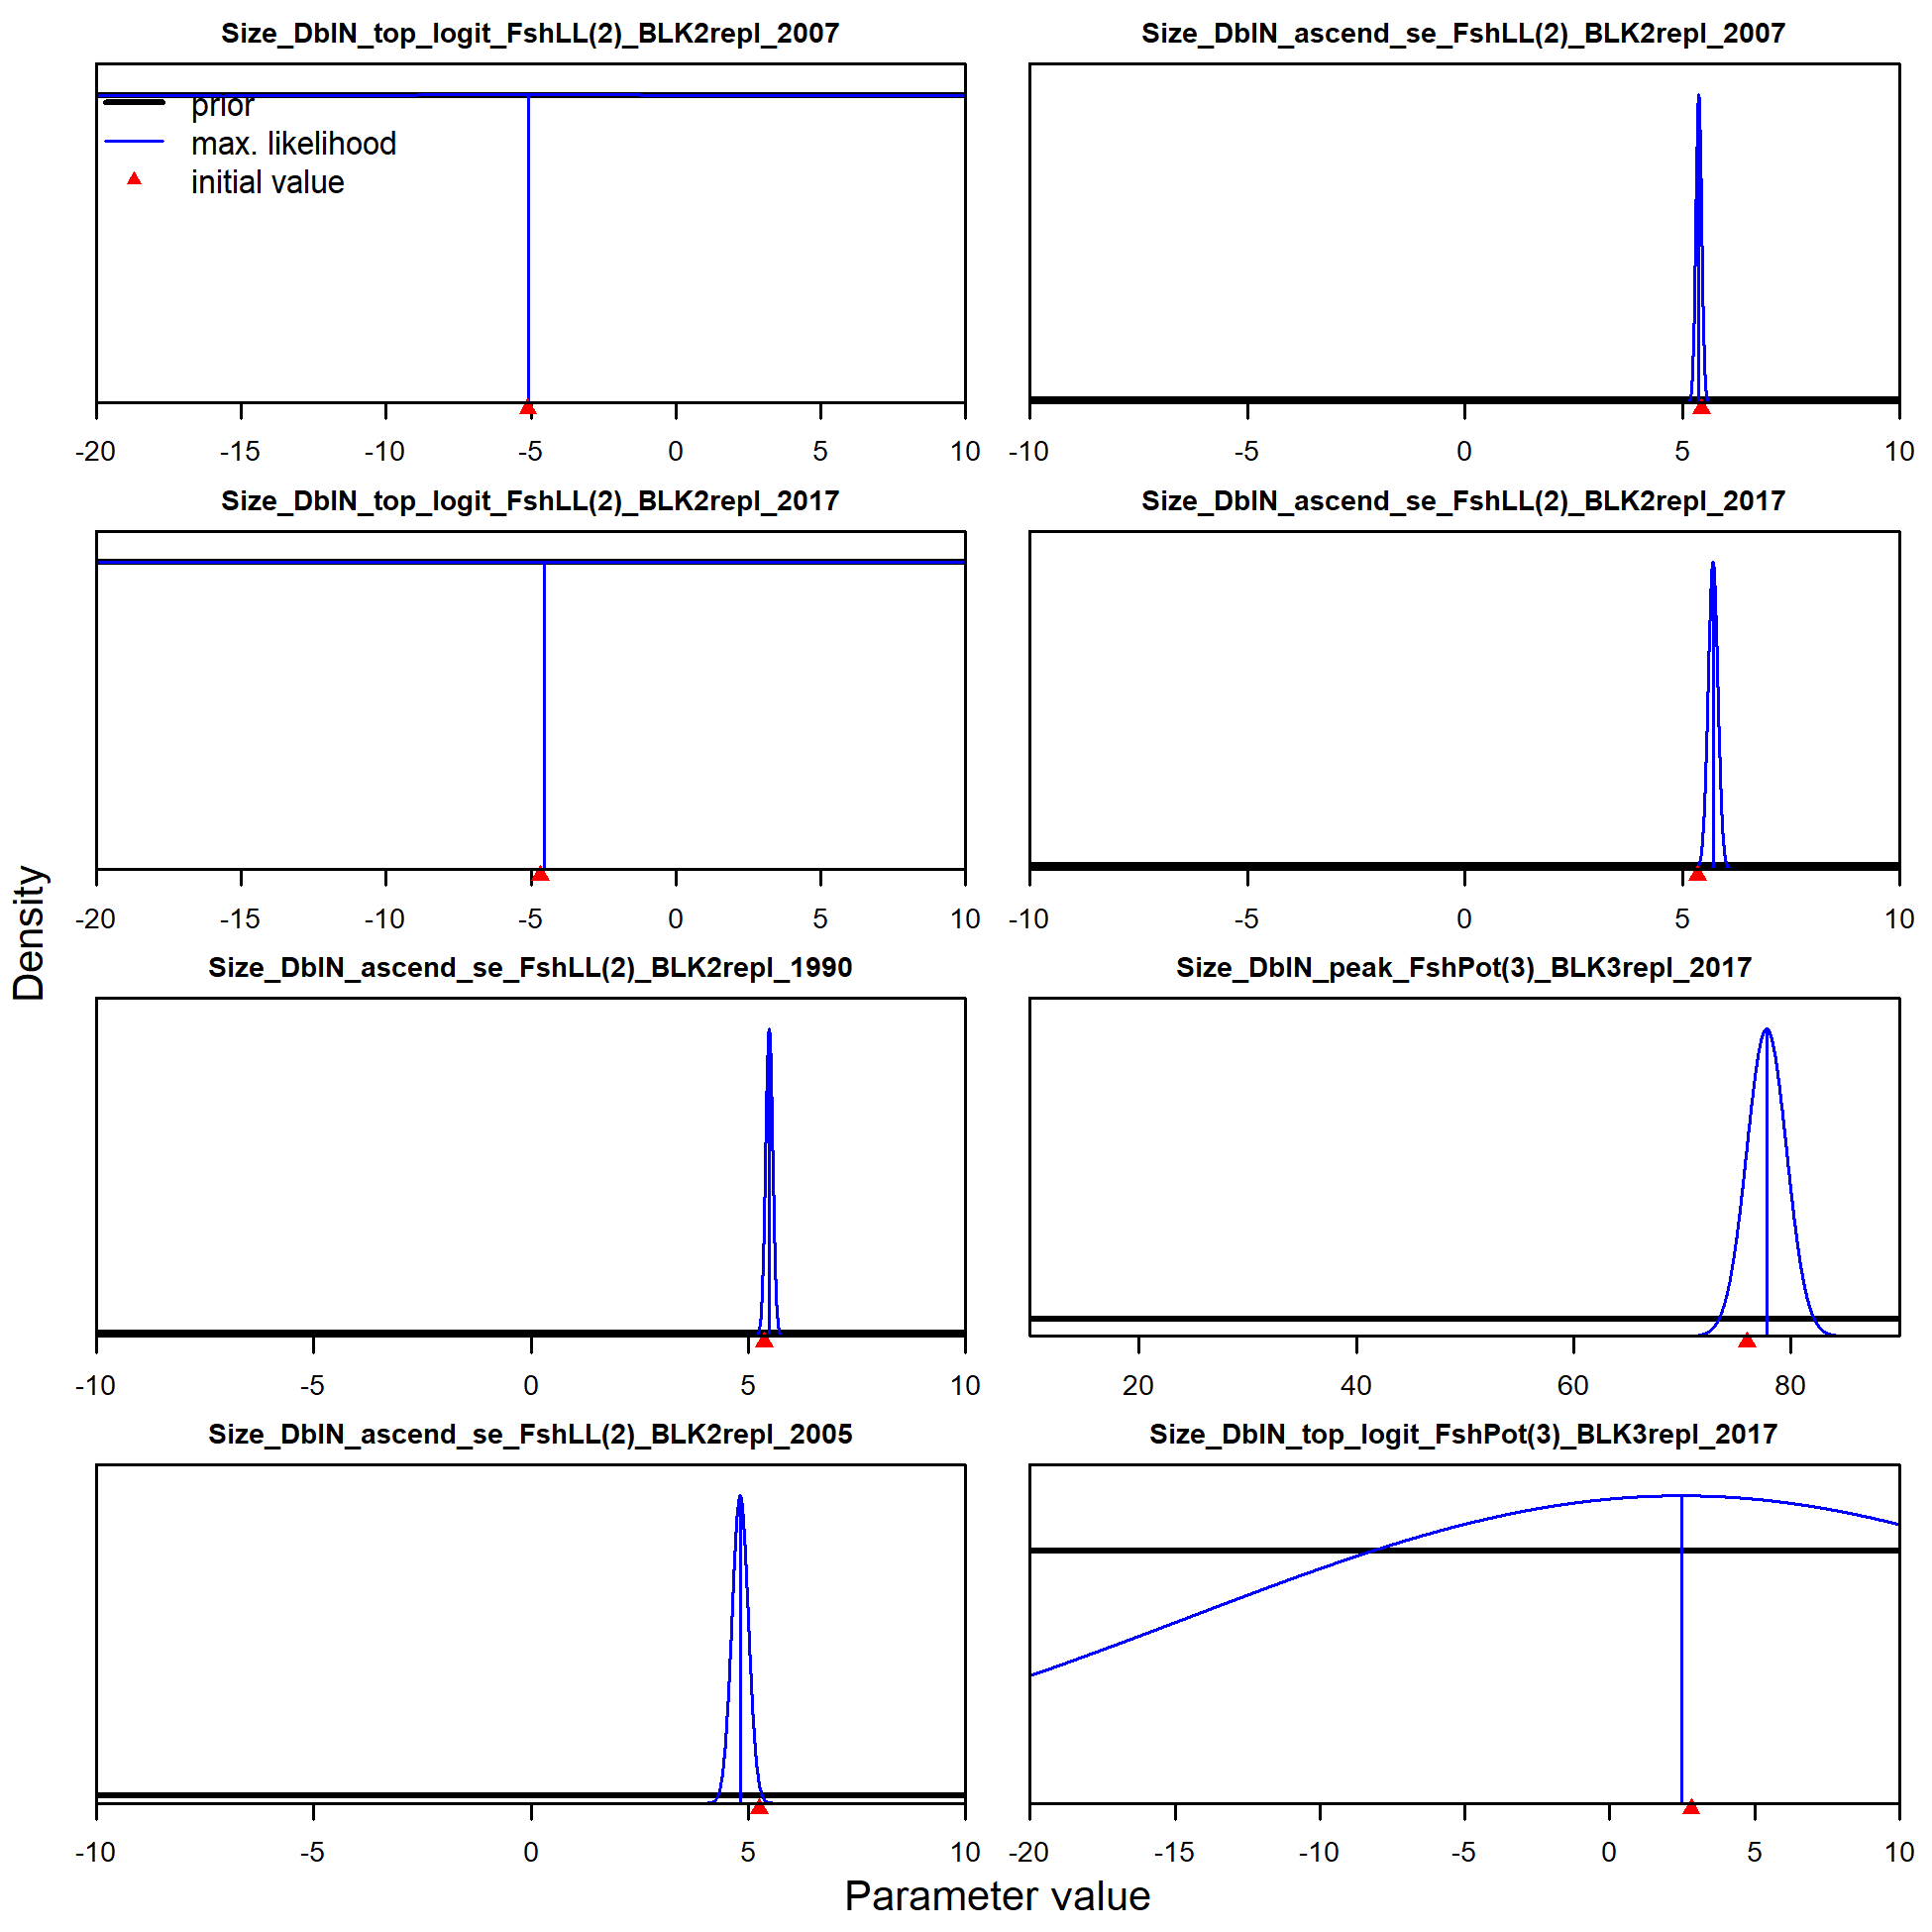 Size_DblN_top_logit_FshLL(2)_BLK2repl_2007
prior
max. likelihood
initial value
-20 -15 -10 -5 0 5 10
Size_DblN_ascend_se_FshLL(2)_BLK2repl_2007
-10 -5 0 5 10
Size_DblN_top_logit_FshLL(2)_BLK2repl_2017
-20 -15 -10 -5 0 5 10
Size_DblN_ascend_se_FshLL(2)_BLK2repl_2017
-10 -5 0 5 10
Size_DblN_ascend_se_FshLL(2)_BLK2repl_1990
-10 -5 0 5 10
Size_DblN_peak_FshPot(3)_BLK3repl_2017
20 40 60 80
Size_DblN_ascend_se_FshLL(2)_BLK2repl_2005
-10 -5 0 5 10
Size_DblN_top_logit_FshPot(3)_BLK3repl_2017
-20 -15 -10 -5 0 5 10
Density
Parameter value